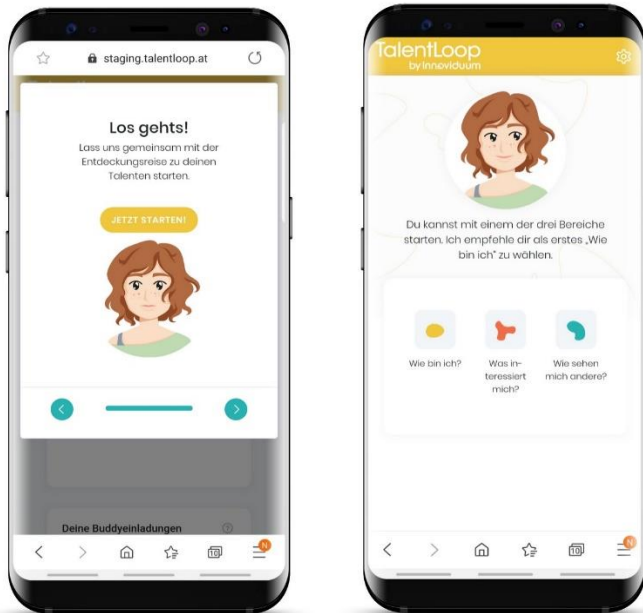 staging.talentloop.at
Los gehts!
Lass uns gemeinsam mit der
Entdeckungsreise zu deinen
Talenten starten.
JETZT STARTEN!
Deine Buddyeinladungen
?
10
N
TalentLoop
by Innoviduum
Du kannst mit einem der drei Bereiche
starten. Ich empfehle dir als erstes „Wie
bin ich" zu wählen.
Wie bin ich?
Was in-
teressiert
mich?
Wie sehen
mich andere?
10
N